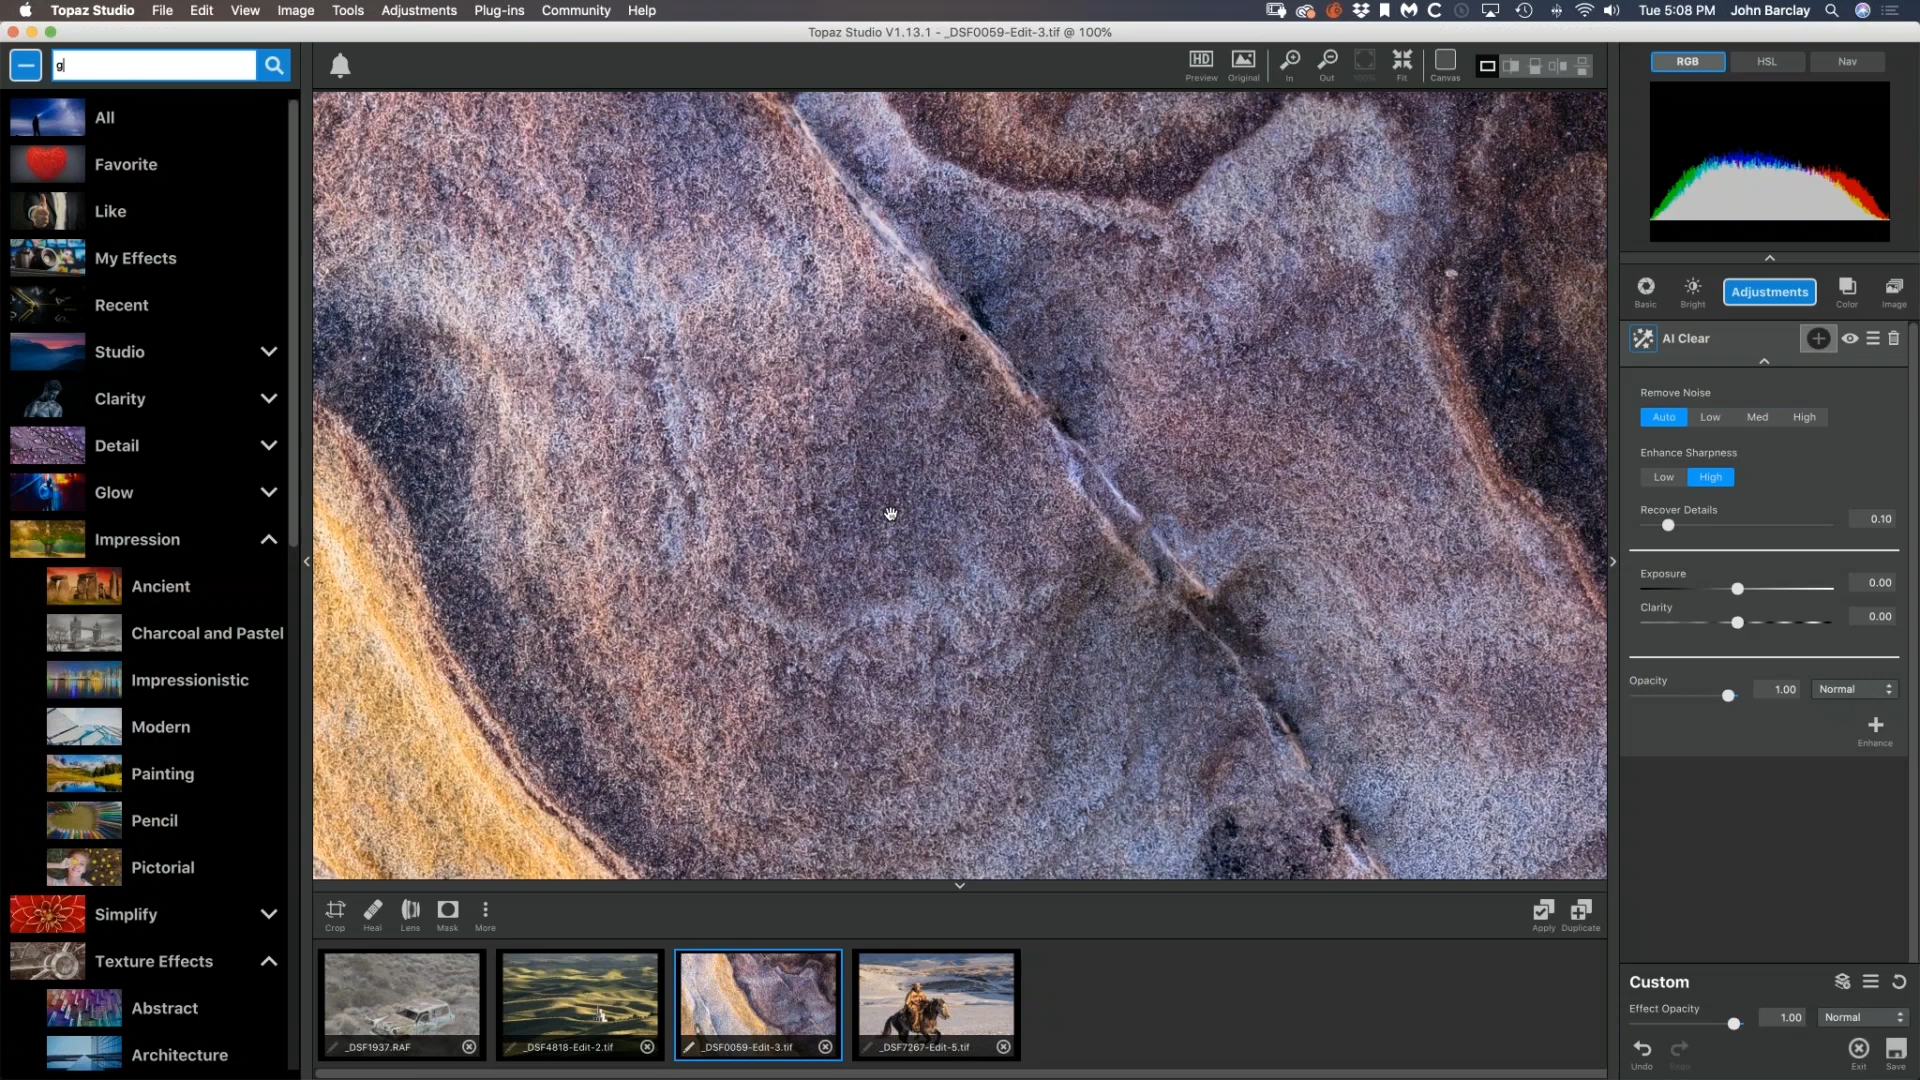 Topaz Studio File Edit View Image Tools Adjustments Plug-ins Community Help Tue 5:08 PM John Barclay
Topaz Studio V1.13.1 - _DSF0059-Edit-3.tif @ 100%
g
Preview Original In Out 100% Fit Canvas
HD
RGB HSL Nav
All
Favorite
Like
My Effects
Recent
Studio
Clarity
Detail
Glow
Impression
Ancient
Charcoal and Pastel
Impressionistic
Modern
Painting
Pencil
Pictorial
Simplify
Texture Effects
Abstract
Architecture
Basic Bright Adjustments Color Image
AI Clear
Remove Noise
Auto Low Med High
Enhance Sharpness
Low High
Recover Details 0.10
Exposure 0.00
Clarity 0.00
Opacity 1.00 Normal
Enhance
Crop Heal Lens Mask More Apply Duplicate
_DSF1937.RAF _DSF4818-Edit-2.tif _DSF0059-Edit-3.tif _DSF7267-Edit-5.tif
Custom
Effect Opacity 1.00 Normal
Undo Exit Save